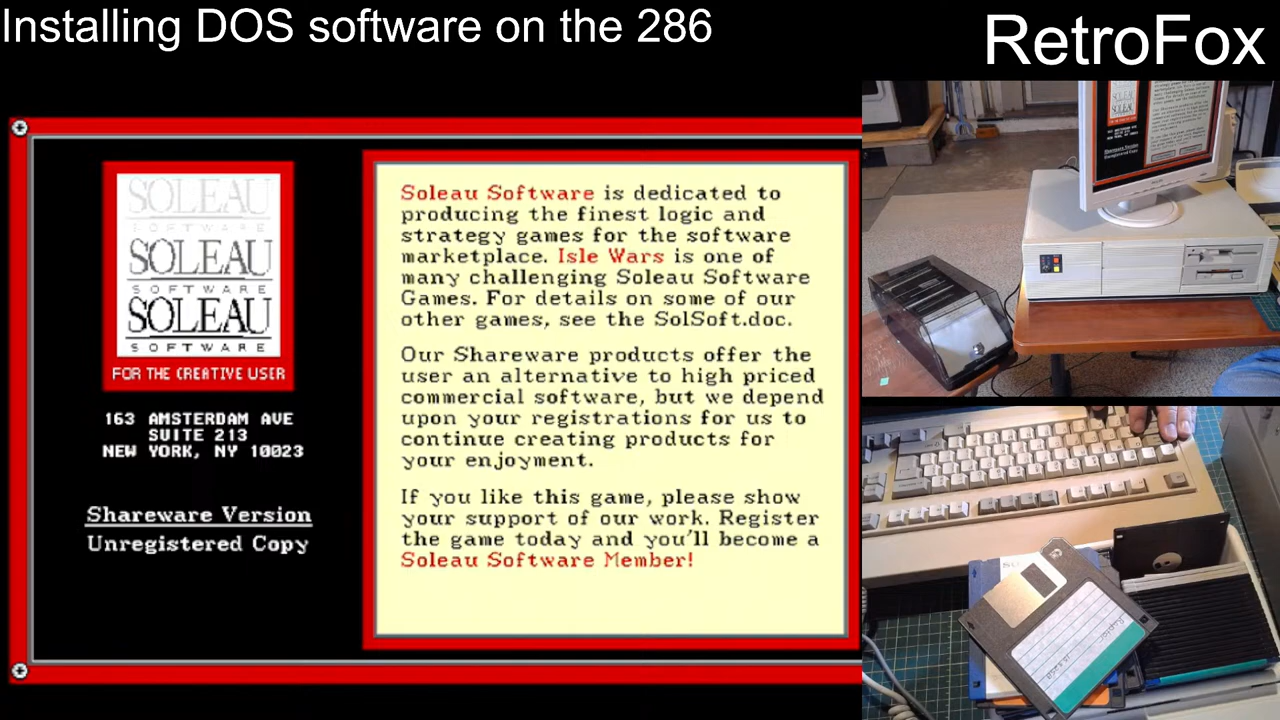 Installing DOS software on the 286
RetroFox
SOLEAU
SOFTWARE
SOLEAU
SOFTWARE
SOLEAU
SOFTWARE
FOR THE CREATIVE USER
163 AMSTERDAM AVE
SUITE 213
NEW YORK, NY 10023
Shareware Version
Unregistered Copy
Soleau Software is dedicated to
producing the finest logic and
strategy games for the software
marketplace. Isle Wars is one of
many challenging Soleau Software
Games. For details on some of our
other games, see the SolSoft.doc.
Our Shareware products offer the
user an alternative to high priced
commercial software, but we depend
upon your registrations for us to
continue creating products for
your enjoyment.
If you like this game, please show
your support of our work. Register
the game today and you'll become a
Soleau Software Member!
SOLEAU
Shareware Version
Unregistered Copy
Raptor